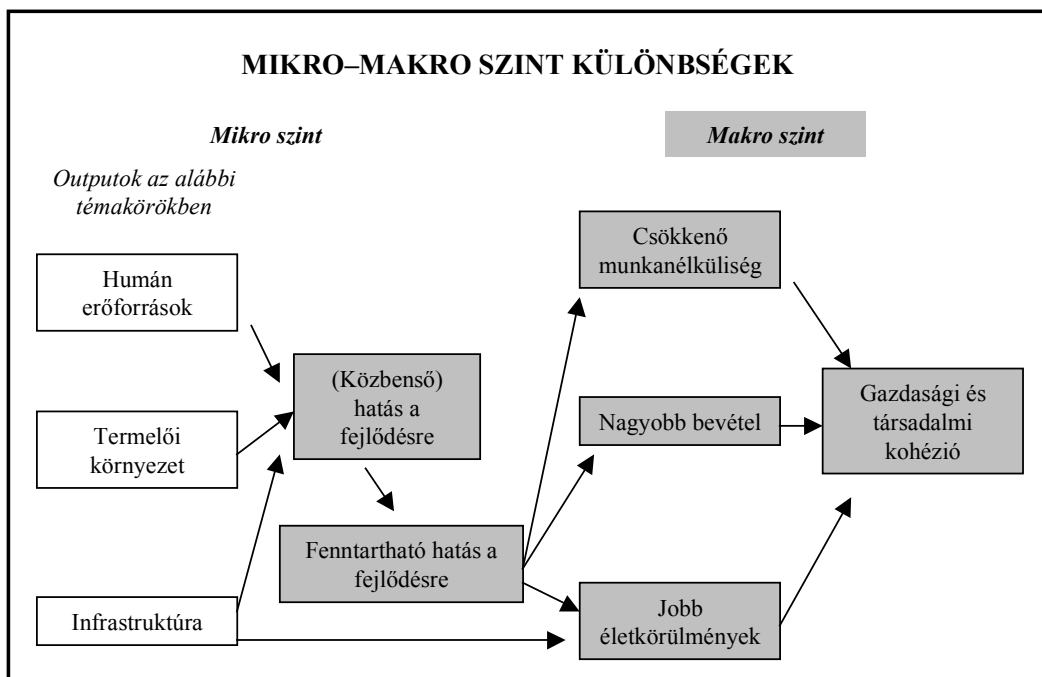 MIKRO–MAKRO SZINT KÜLÖNBSÉGEK
Mikro szint
Makro szint
Outputok az alábbi
témakörökben
Humán
erőforrások
Termelői
környezet
Infrastruktúra
(Közbenső)
hatás a
fejlődésre
Fenntartható hatás a
fejlődésre
Csökkenő
munkanélküliség
Nagyobb bevétel
Jobb
életkörülmények
Gazdasági és
társadalmi
kohézió